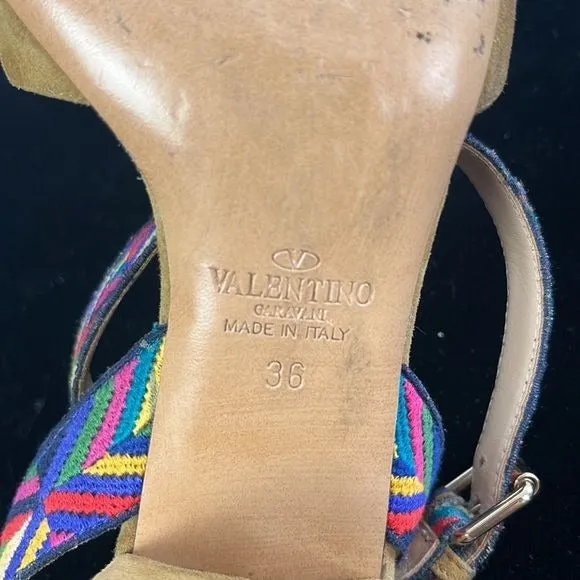 V
VALENTINO
GARAVANI
MADE IN ITALY
36